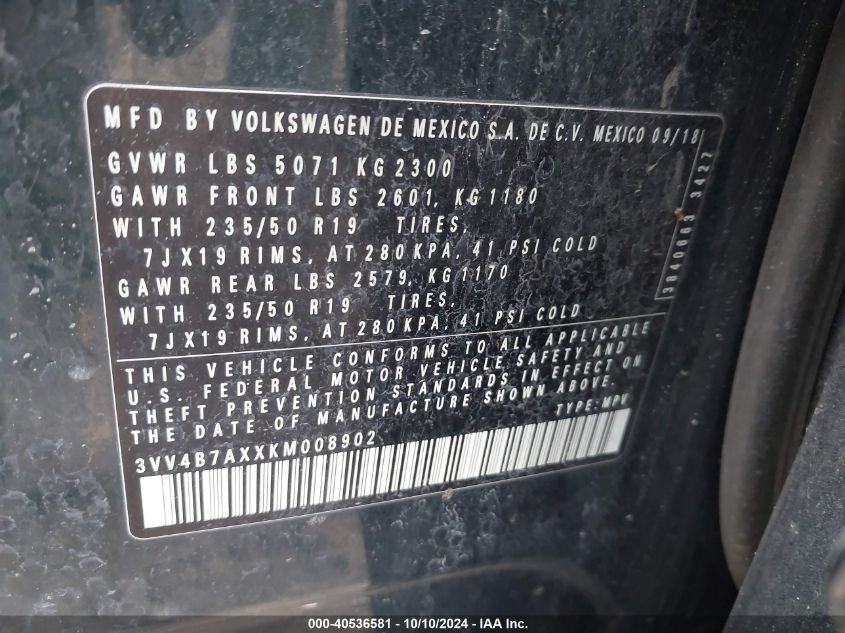 MFD BY VOLKSWAGEN DE MEXICO S.A. DE C.V. MEXICO 09/18
GVWR LBS 5071 KG 2300
GAWR FRONT LBS 2601, KG 1180
WITH 235/50 R19 TIRES,
7JX19 RIMS, AT 280 KPA, 41 PSI COLD
GAWR REAR LBS 2579, KG 1170
WITH 235/50 R19 TIRES,
7JX19 RIMS, AT 280 KPA, 41 PSI COLD
3040663 3427
THIS VEHICLE CONFORMS TO ALL APPLICABLE
U.S. FEDERAL MOTOR VEHICLE SAFETY AND
THEFT PREVENTION STANDARDS IN EFFECT ON
THE DATE OF MANUFACTURE SHOWN ABOVE.
TYPE: MPV
3VV4B7AXXKM008902
000-40536581 - 10/10/2024 - IAA Inc.